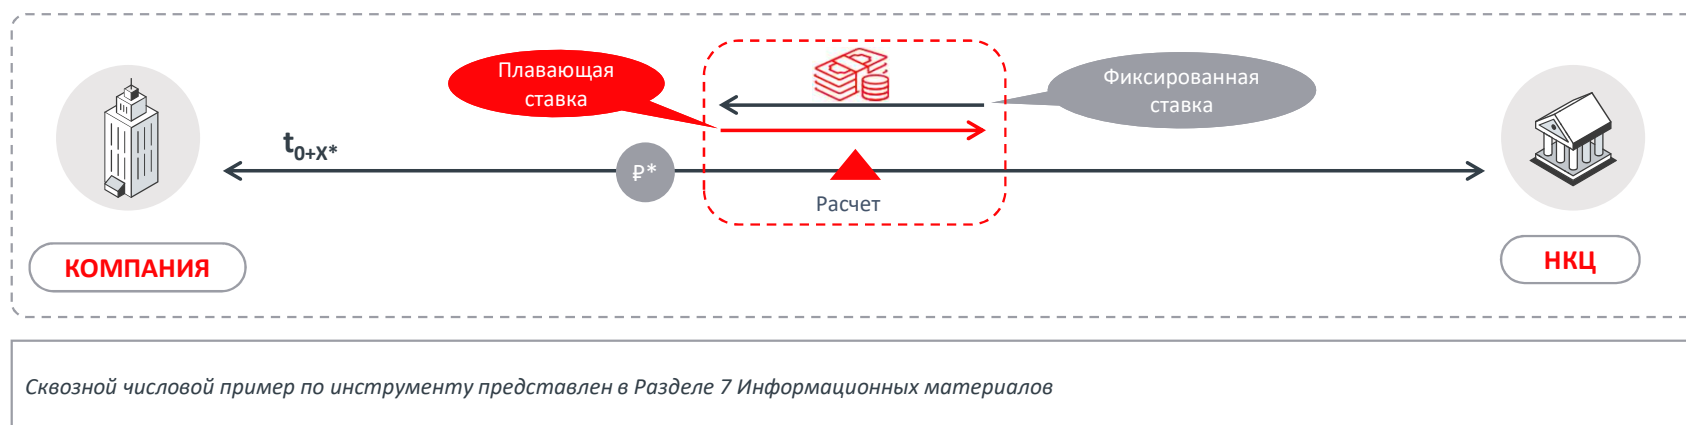 Плавающая
ставка
Фиксированная
ставка
t0+X*
₽*
Расчет
КОМПАНИЯ
НКЦ
Сквозной числовой пример по инструменту представлен в Разделе 7 Информационных материалов